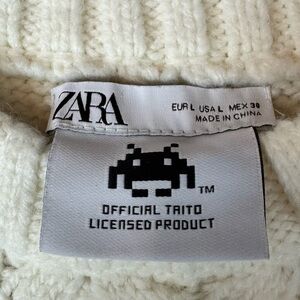 ZARA
EUR L USA L MEX 30
MADE IN CHINA
TM
OFFICIAL TAITO
LICENSED PRODUCT